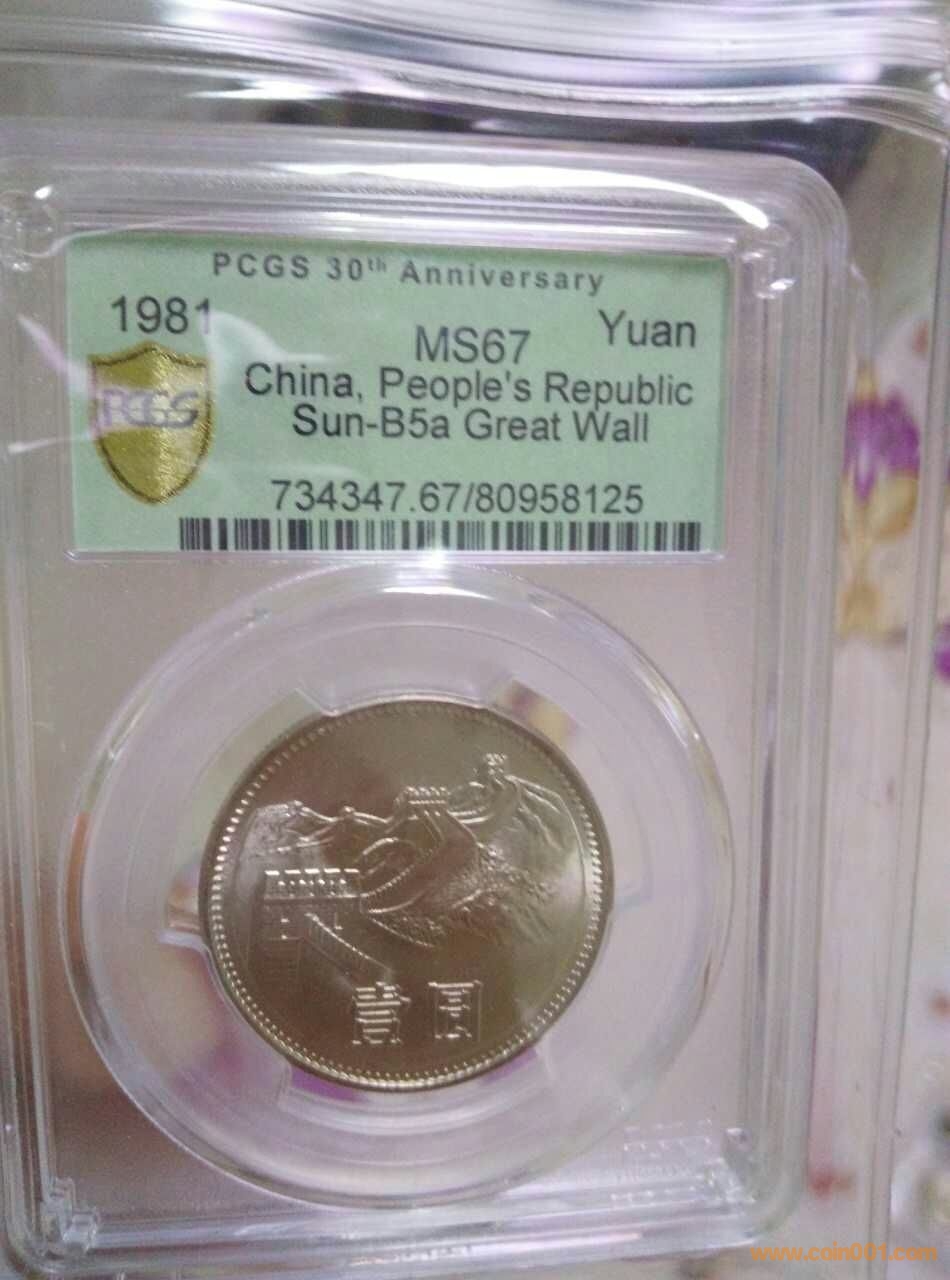 PCGS 30th Anniversary
1981 Yuan
MS67
China, People's Republic
PCGS
Sun-B5a Great Wall
734347.67/80958125
壹圆
www.coin001.com